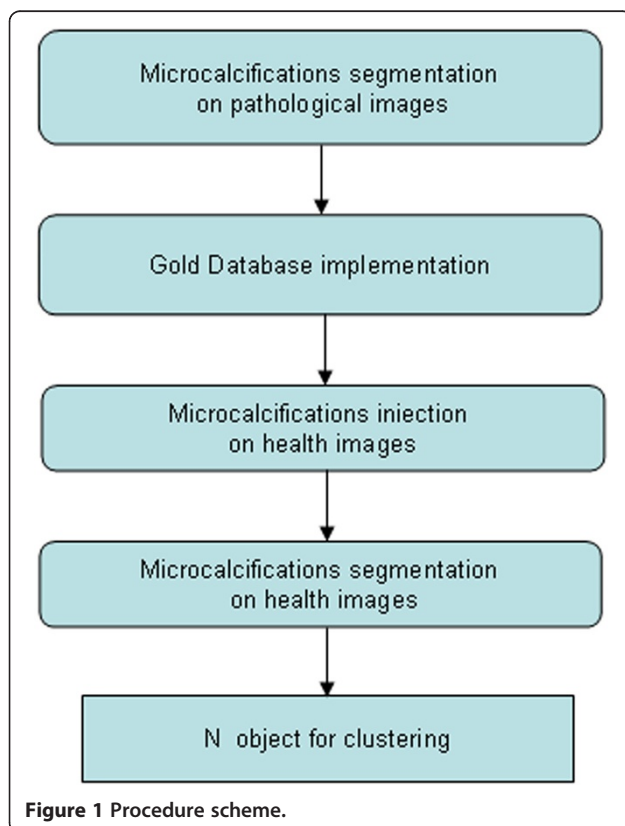 Microcalcifications segmentation
on pathological images
Gold Database implementation
Microcalcifications iniection
on health images
Microcalcifications segmentation
on health images
N object for clustering
Figure 1 Procedure scheme.